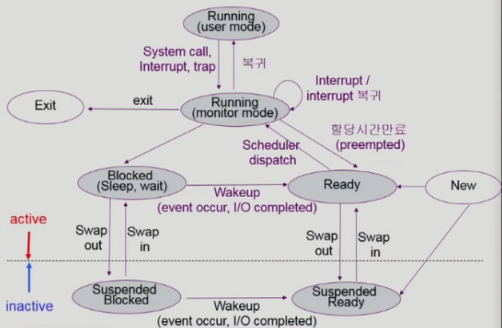 Running
(user mode)
System call,
Interrupt, trap
복귀
Running
(monitor mode)
Interrupt /
interrupt 복귀
Exit
exit
할당시간만료
(preempted)
Scheduler
dispatch
Blocked
(Sleep, wait)
Wakeup
(event occur, I/O completed)
Ready
New
active
Swap
out
Swap
in
Swap
out
Swap
in
inactive
Suspended
Blocked
Wakeup
(event occur, I/O completed)
Suspended
Ready